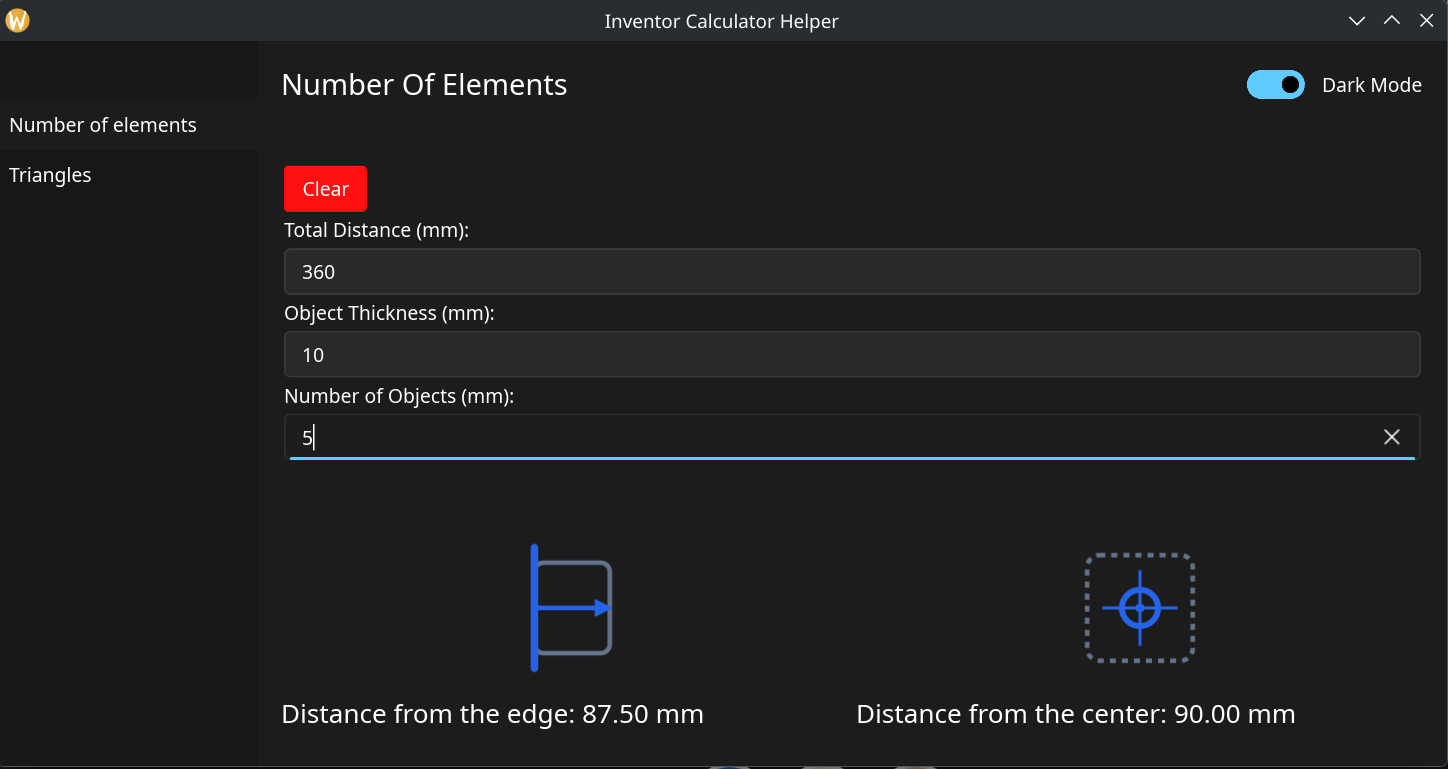 Inventor Calculator Helper
Number Of Elements
Dark Mode
Number of elements
Triangles
Clear
Total Distance (mm):
360
Object Thickness (mm):
10
Number of Objects (mm):
5
Distance from the edge: 87.50 mm
Distance from the center: 90.00 mm